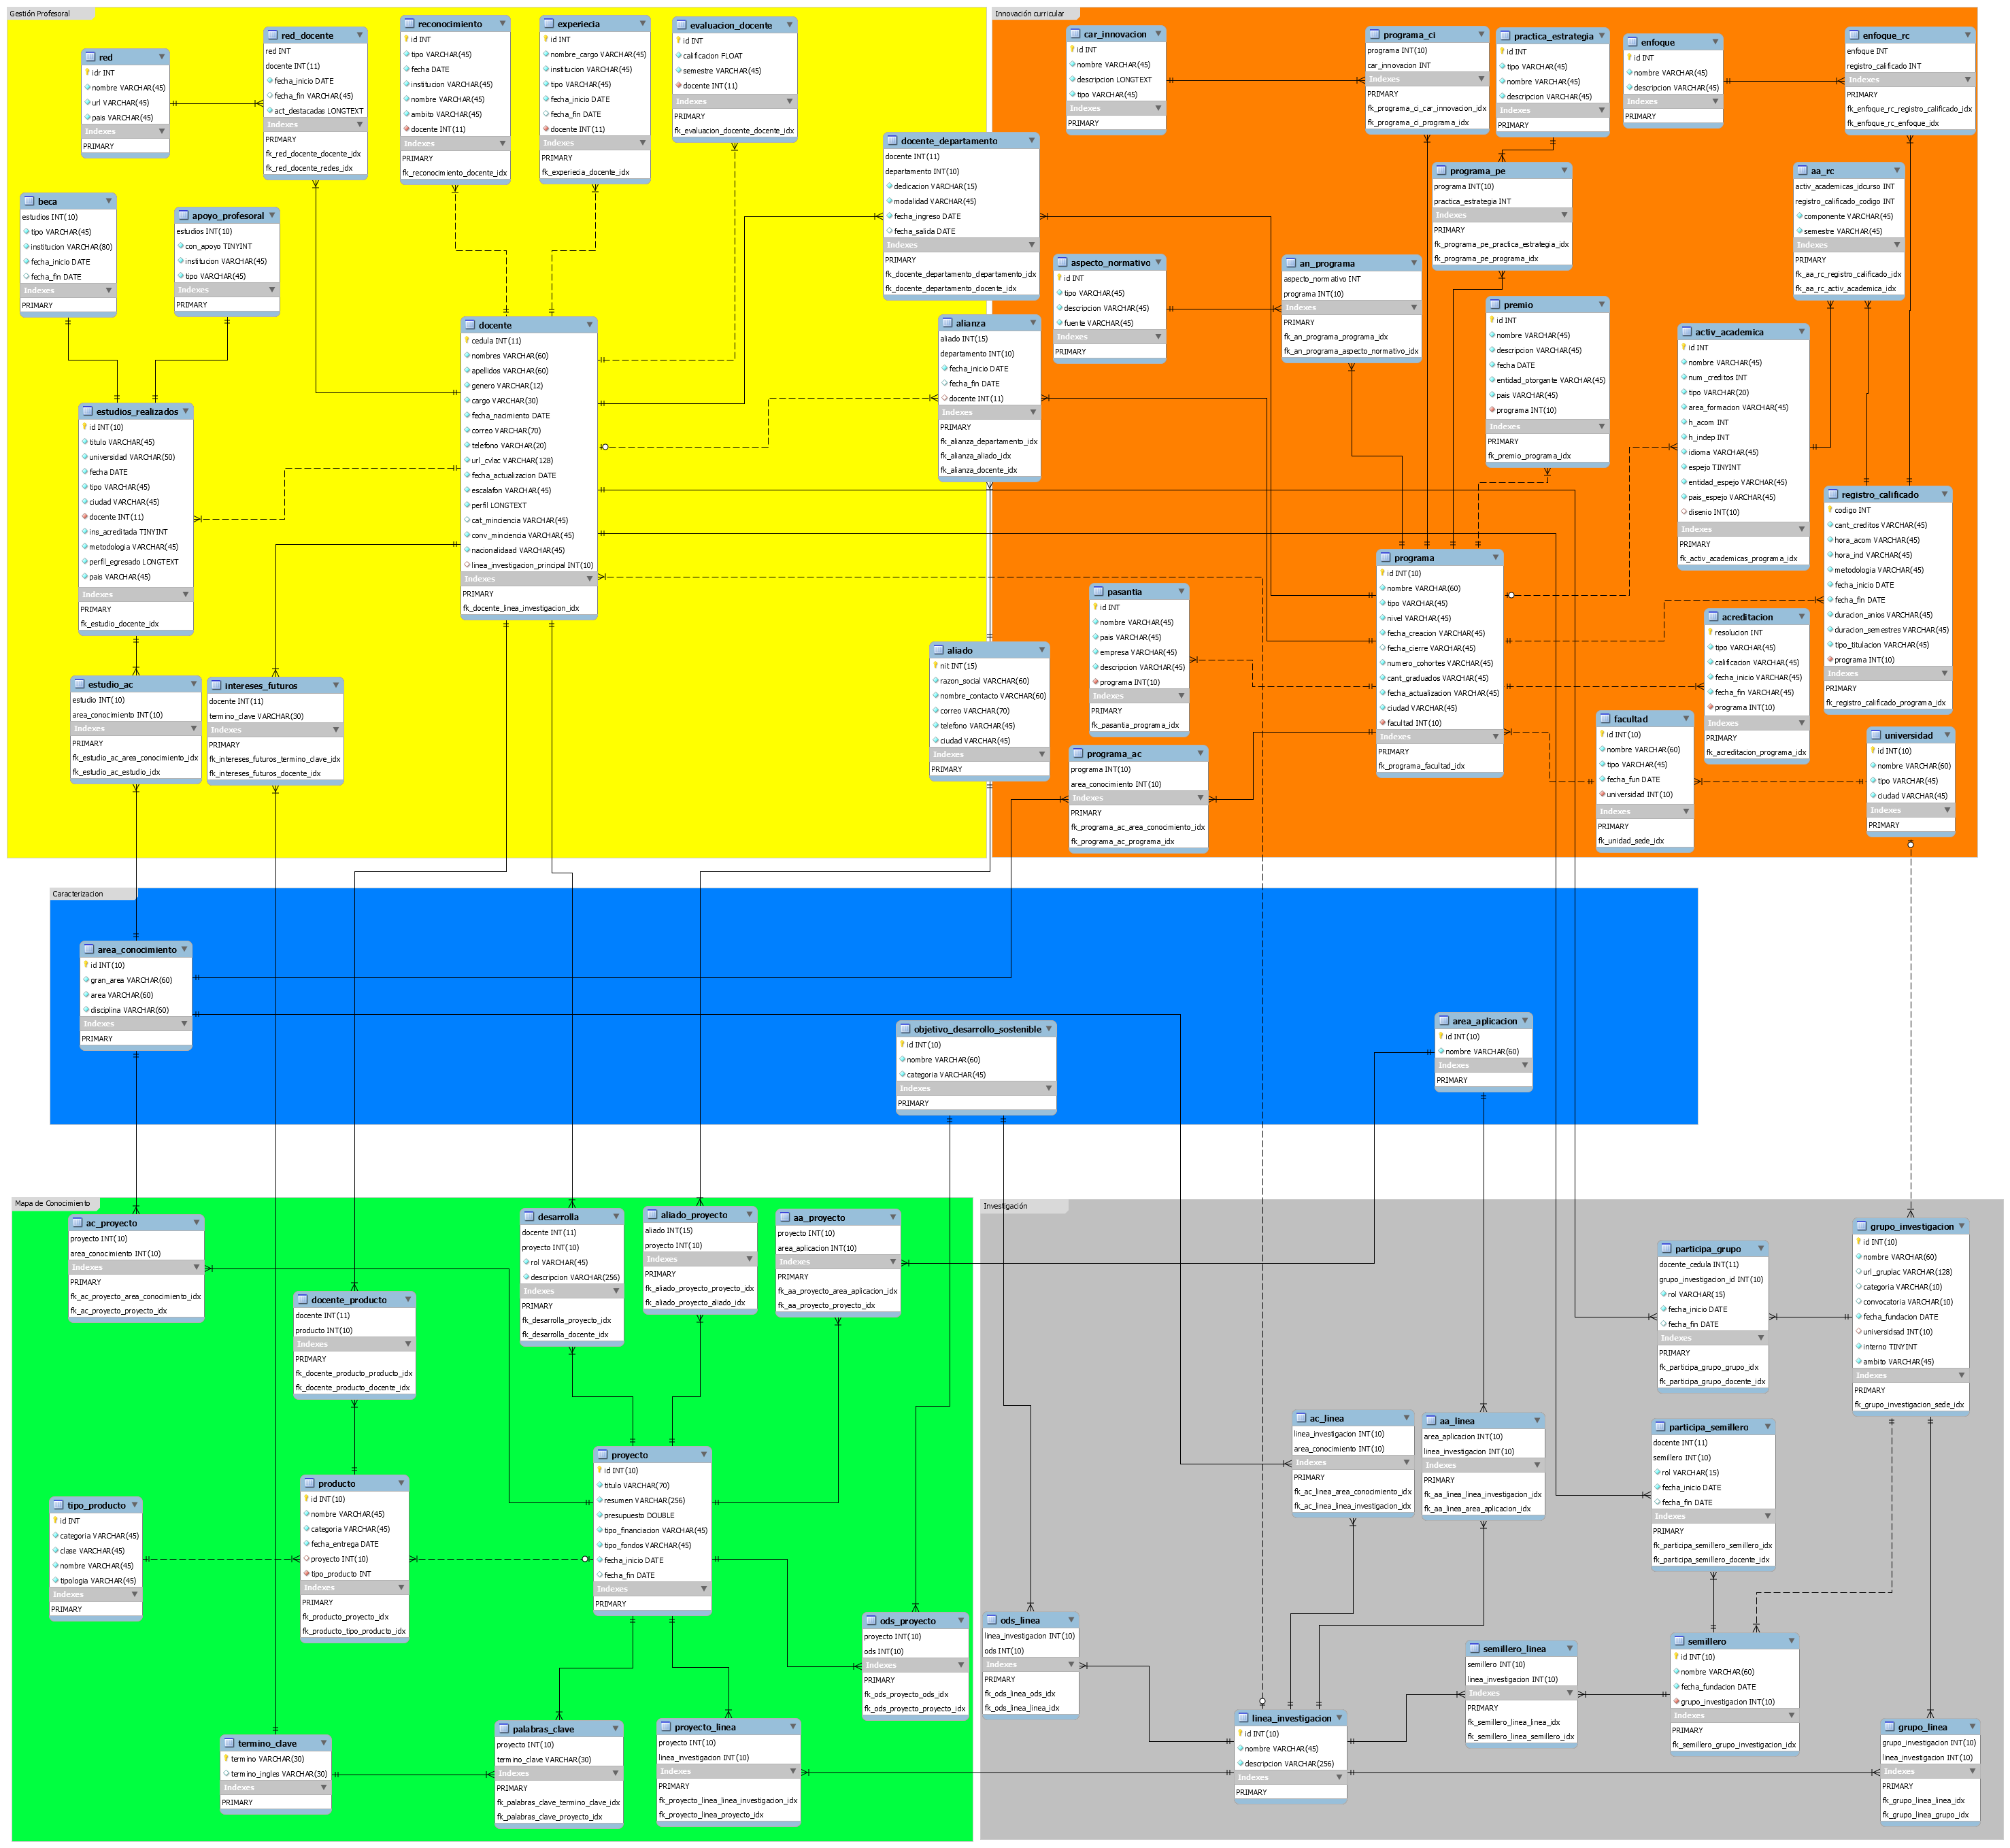 Gestión Profesoral
red
idr INT
nombre VARCHAR(45)
url VARCHAR(45)
pais VARCHAR(45)
Indexes
PRIMARY
red_docente
red INT
docente INT(11)
fecha_inicio DATE
fecha_fin VARCHAR(45)
act_destacadas LONGTEXT
Indexes
PRIMARY
fk_red_docente_docente_idx
fk_red_docente_redes_idx
reconocimiento
id INT
tipo VARCHAR(45)
fecha DATE
institucion VARCHAR(45)
nombre VARCHAR(45)
ambito VARCHAR(45)
docente INT(11)
Indexes
PRIMARY
fk_reconocimiento_docente_idx
experiecia
id INT
nombre_cargo VARCHAR(45)
institucion VARCHAR(45)
tipo VARCHAR(45)
fecha_inicio DATE
fecha_fin DATE
docente INT(11)
Indexes
PRIMARY
fk_experiecia_docente_idx
evaluacion_docente
id INT
calificacion FLOAT
semestre VARCHAR(45)
docente INT(11)
Indexes
PRIMARY
fk_evaluacion_docente_docente_idx
beca
estudios INT(10)
tipo VARCHAR(45)
institucion VARCHAR(80)
fecha_inicio DATE
fecha_fin DATE
Indexes
PRIMARY
apoyo_profesoral
estudios INT(10)
con_apoyo TINYINT
institucion VARCHAR(45)
tipo VARCHAR(45)
Indexes
PRIMARY
docente
cedula INT(11)
nombres VARCHAR(60)
apellidos VARCHAR(60)
genero VARCHAR(12)
cargo VARCHAR(30)
fecha_nacimiento DATE
correo VARCHAR(70)
telefono VARCHAR(20)
url_cvlac VARCHAR(128)
fecha_actualizacion DATE
escalafon VARCHAR(45)
perfil LONGTEXT
cat_minciencia VARCHAR(45)
conv_minciencia VARCHAR(45)
nacionalidaad VARCHAR(45)
linea_investigacion_principal INT(10)
Indexes
PRIMARY
fk_docente_linea_investigacion_idx
estudios_realizados
id INT(10)
titulo VARCHAR(45)
universidad VARCHAR(50)
fecha DATE
tipo VARCHAR(45)
ciudad VARCHAR(45)
docente INT(11)
ins_acreditada TINYINT
metodologia VARCHAR(45)
perfil_egresado LONGTEXT
pais VARCHAR(45)
Indexes
PRIMARY
fk_estudio_docente_idx
estudio_ac
estudio INT(10)
area_conocimiento INT(10)
Indexes
PRIMARY
fk_estudio_ac_area_conocimiento_idx
fk_estudio_ac_estudio_idx
intereses_futuros
docente INT(11)
termino_clave VARCHAR(30)
Indexes
PRIMARY
fk_intereses_futuros_termino_clave_idx
fk_intereses_futuros_docente_idx
docente_departamento
docente INT(11)
departamento INT(10)
dedicacion VARCHAR(15)
modalidad VARCHAR(45)
fecha_ingreso DATE
fecha_salida DATE
Indexes
PRIMARY
fk_docente_departamento_departamento_idx
fk_docente_departamento_docente_idx
alianza
aliado INT(15)
departamento INT(10)
fecha_inicio DATE
fecha_fin DATE
docente INT(11)
Indexes
PRIMARY
fk_alianza_departamento_idx
fk_alianza_aliado_idx
fk_alianza_docente_idx
aliado
nit INT(15)
razon_social VARCHAR(60)
nombre_contacto VARCHAR(60)
correo VARCHAR(70)
telefono VARCHAR(45)
ciudad VARCHAR(45)
Indexes
PRIMARY
Innovación curricular
car_innovacion
id INT
nombre VARCHAR(45)
descripcion LONGTEXT
tipo VARCHAR(45)
Indexes
PRIMARY
programa_ci
programa INT(10)
car_innovacion INT
Indexes
PRIMARY
fk_programa_ci_car_innovacion_idx
fk_programa_ci_programa_idx
practica_estrategia
id INT
tipo VARCHAR(45)
nombre VARCHAR(45)
descripcion VARCHAR(45)
Indexes
PRIMARY
enfoque
id INT
nombre VARCHAR(45)
descripcion VARCHAR(45)
Indexes
PRIMARY
enfoque_rc
enfoque INT
registro_calificado INT
Indexes
PRIMARY
fk_enfoque_rc_registro_calificado_idx
fk_enfoque_rc_enfoque_idx
programa_pe
programa INT(10)
practica_estrategia INT
Indexes
PRIMARY
fk_programa_pe_practica_estrategia_idx
fk_programa_pe_programa_idx
aa_rc
activ_academicas_idcurso INT
registro_calificado_codigo INT
componente VARCHAR(45)
semestre VARCHAR(45)
Indexes
PRIMARY
fk_aa_rc_registro_calificado_idx
fk_aa_rc_activ_academica_idx
aspecto_normativo
id INT
tipo VARCHAR(45)
descripcion VARCHAR(45)
fuente VARCHAR(45)
Indexes
PRIMARY
an_programa
aspecto_normativo INT
programa INT(10)
Indexes
PRIMARY
fk_an_programa_programa_idx
fk_an_programa_aspecto_normativo_idx
premio
id INT
nombre VARCHAR(45)
descripcion VARCHAR(45)
fecha DATE
entidad_otorgante VARCHAR(45)
pais VARCHAR(45)
programa INT(10)
Indexes
PRIMARY
fk_premio_programa_idx
activ_academica
id INT
nombre VARCHAR(45)
num_creditos INT
tipo VARCHAR(20)
area_formacion VARCHAR(45)
h_acom INT
h_indep INT
idioma VARCHAR(45)
espejo TINYINT
entidad_espejo VARCHAR(45)
pais_espejo VARCHAR(45)
disenio INT(10)
Indexes
PRIMARY
fk_activ_academicas_programa_idx
registro_calificado
codigo INT
cant_creditos VARCHAR(45)
hora_acom VARCHAR(45)
hora_ind VARCHAR(45)
metodologia VARCHAR(45)
fecha_inicio DATE
fecha_fin DATE
duracion_anios VARCHAR(45)
duracion_semestres VARCHAR(45)
tipo_titulacion VARCHAR(45)
programa INT(10)
Indexes
PRIMARY
fk_registro_calificado_programa_idx
programa
id INT(10)
nombre VARCHAR(60)
tipo VARCHAR(45)
nivel VARCHAR(45)
fecha_creacion VARCHAR(45)
fecha_cierre VARCHAR(45)
numero_cohortes VARCHAR(45)
cant_graduados VARCHAR(45)
fecha_actualizacion VARCHAR(45)
ciudad VARCHAR(45)
facultad INT(10)
Indexes
PRIMARY
fk_programa_facultad_idx
pasantia
id INT
nombre VARCHAR(45)
pais VARCHAR(45)
empresa VARCHAR(45)
descripcion VARCHAR(45)
programa INT(10)
Indexes
PRIMARY
fk_pasantia_programa_idx
acreditacion
resolucion INT
tipo VARCHAR(45)
calificacion VARCHAR(45)
fecha_inicio VARCHAR(45)
fecha_fin VARCHAR(45)
programa INT(10)
Indexes
PRIMARY
fk_acreditacion_programa_idx
facultad
id INT(10)
nombre VARCHAR(60)
tipo VARCHAR(45)
fecha_fun DATE
universidad INT(10)
Indexes
PRIMARY
fk_unidad_sede_idx
universidad
id INT(10)
nombre VARCHAR(60)
tipo VARCHAR(45)
ciudad VARCHAR(45)
Indexes
PRIMARY
programa_ac
programa INT(10)
area_conocimiento INT(10)
Indexes
PRIMARY
fk_programa_ac_area_conocimiento_idx
fk_programa_ac_programa_idx
Caracterizacion
area_conocimiento
id INT(10)
gran_area VARCHAR(60)
area VARCHAR(60)
disciplina VARCHAR(60)
Indexes
PRIMARY
objetivo_desarrollo_sostenible
id INT(10)
nombre VARCHAR(60)
categoria VARCHAR(45)
Indexes
PRIMARY
area_aplicacion
id INT(10)
nombre VARCHAR(60)
Indexes
PRIMARY
Mapa de Conocimiento
ac_proyecto
proyecto INT(10)
area_conocimiento INT(10)
Indexes
PRIMARY
fk_ac_proyecto_area_conocimiento_idx
fk_ac_proyecto_proyecto_idx
desarrolla
docente INT(11)
proyecto INT(10)
rol VARCHAR(45)
descripcion VARCHAR(256)
Indexes
PRIMARY
fk_desarrolla_proyecto_idx
fk_desarrolla_docente_idx
aliado_proyecto
aliado INT(15)
proyecto INT(10)
Indexes
PRIMARY
fk_aliado_proyecto_proyecto_idx
fk_aliado_proyecto_aliado_idx
aa_proyecto
proyecto INT(10)
area_aplicacion INT(10)
Indexes
PRIMARY
fk_aa_proyecto_area_aplicacion_idx
fk_aa_proyecto_proyecto_idx
docente_producto
docente INT(11)
producto INT(10)
Indexes
PRIMARY
fk_docente_producto_producto_idx
fk_docente_producto_docente_idx
proyecto
id INT(10)
titulo VARCHAR(70)
resumen VARCHAR(256)
presupuesto DOUBLE
tipo_financiacion VARCHAR(45)
tipo_fondos VARCHAR(45)
fecha_inicio DATE
fecha_fin DATE
Indexes
PRIMARY
producto
id INT(10)
nombre VARCHAR(45)
categoria VARCHAR(45)
fecha_entrega DATE
proyecto INT(10)
tipo_producto INT
Indexes
PRIMARY
fk_producto_proyecto_idx
fk_producto_tipo_producto_idx
tipo_producto
id INT
categoria VARCHAR(45)
clase VARCHAR(45)
nombre VARCHAR(45)
tipologia VARCHAR(45)
Indexes
PRIMARY
ods_proyecto
proyecto INT(10)
ods INT(10)
Indexes
PRIMARY
fk_ods_proyecto_ods_idx
fk_ods_proyecto_proyecto_idx
termino_clave
termino VARCHAR(30)
termino_ingles VARCHAR(30)
Indexes
PRIMARY
palabras_clave
proyecto INT(10)
termino_clave VARCHAR(30)
Indexes
PRIMARY
fk_palabras_clave_termino_clave_idx
fk_palabras_clave_proyecto_idx
proyecto_linea
proyecto INT(10)
linea_investigacion INT(10)
Indexes
PRIMARY
fk_proyecto_linea_linea_investigacion_idx
fk_proyecto_linea_proyecto_idx
Investigación
participa_grupo
docente_cedula INT(11)
grupo_investigacion_id INT(10)
rol VARCHAR(15)
fecha_inicio DATE
fecha_fin DATE
Indexes
PRIMARY
fk_participa_grupo_grupo_idx
fk_participa_grupo_docente_idx
grupo_investigacion
id INT(10)
nombre VARCHAR(60)
url_gruplac VARCHAR(128)
categoria VARCHAR(10)
convocatoria VARCHAR(10)
fecha_fundacion DATE
universidsad INT(10)
interno TINYINT
ambito VARCHAR(45)
Indexes
PRIMARY
fk_grupo_investigacion_sede_idx
ac_linea
linea_investigacion INT(10)
area_conocimiento INT(10)
Indexes
PRIMARY
fk_ac_linea_area_conocimiento_idx
fk_ac_linea_linea_investigacion_idx
aa_linea
area_aplicacion INT(10)
linea_investigacion INT(10)
Indexes
PRIMARY
fk_aa_linea_linea_investigacion_idx
fk_aa_linea_area_aplicacion_idx
participa_semillero
docente INT(11)
semillero INT(10)
rol VARCHAR(15)
fecha_inicio DATE
fecha_fin DATE
Indexes
PRIMARY
fk_participa_semillero_semillero_idx
fk_participa_semillero_docente_idx
ods_linea
linea_investigacion INT(10)
ods INT(10)
Indexes
PRIMARY
fk_ods_linea_ods_idx
fk_ods_linea_linea_idx
semillero_linea
semillero INT(10)
linea_investigacion INT(10)
Indexes
PRIMARY
fk_semillero_linea_linea_idx
fk_semillero_linea_semillero_idx
semillero
id INT(10)
nombre VARCHAR(60)
fecha_fundacion DATE
grupo_investigacion INT(10)
Indexes
PRIMARY
fk_semillero_grupo_investigacion_idx
linea_investigacion
id INT(10)
nombre VARCHAR(45)
descripcion VARCHAR(256)
Indexes
PRIMARY
grupo_linea
grupo_investigacion INT(10)
linea_investigacion INT(10)
Indexes
PRIMARY
fk_grupo_linea_linea_idx
fk_grupo_linea_grupo_idx